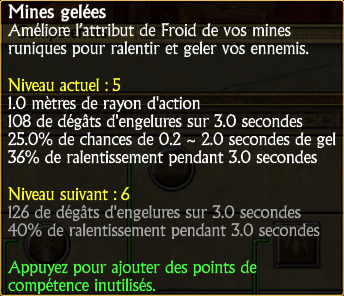 Mines gelées
Améliore l'attribut de Froid de vos mines
runiques pour ralentir et geler vos ennemis.
Niveau actuel : 5
1.0 mètres de rayon d'action
108 de dégâts d'engelures sur 3.0 secondes
25.0% de chances de 0.2 ~ 2.0 secondes de gel
36% de ralentissement pendant 3.0 secondes
Niveau suivant : 6
126 de dégâts d'engelures sur 3.0 secondes
40% de ralentissement pendant 3.0 secondes
Appuyez pour ajouter des points de
compétence inutilisés.